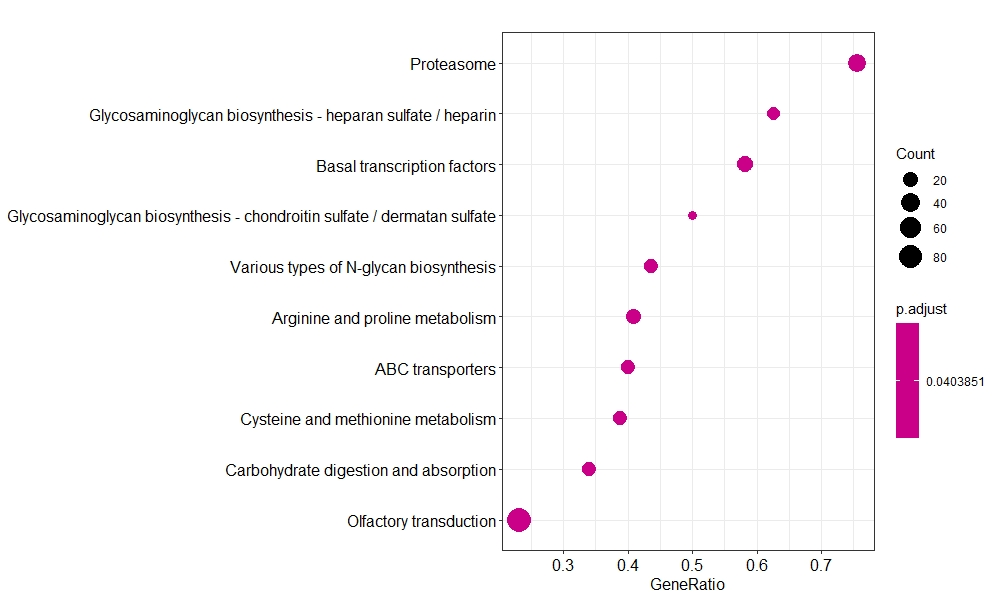 Proteasome
Glycosaminoglycan biosynthesis - heparan sulfate / heparin
Basal transcription factors
Glycosaminoglycan biosynthesis - chondroitin sulfate / dermatan sulfate
Various types of N-glycan biosynthesis
Arginine and proline metabolism
ABC transporters
Cysteine and methionine metabolism
Carbohydrate digestion and absorption
Olfactory transduction
0.3 0.4 0.5 0.6 0.7
GeneRatio
Count
20
40
60
80
p.adjust
0.0403851